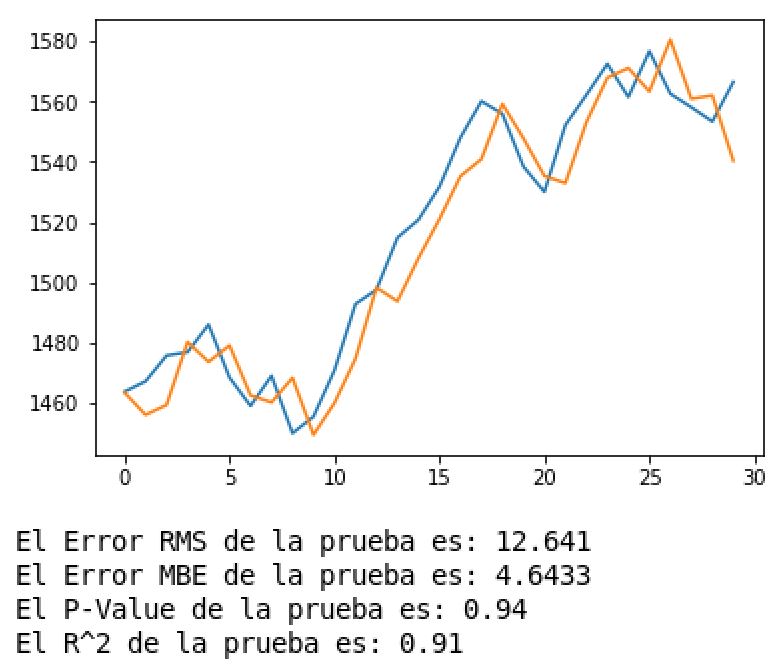 1580
1560
1540
1520
1500
1480
1460
0 5 10 15 20 25 30
El Error RMS de la prueba es: 12.641
El Error MBE de la prueba es: 4.6433
El P-Value de la prueba es: 0.94
El R^2 de la prueba es: 0.91